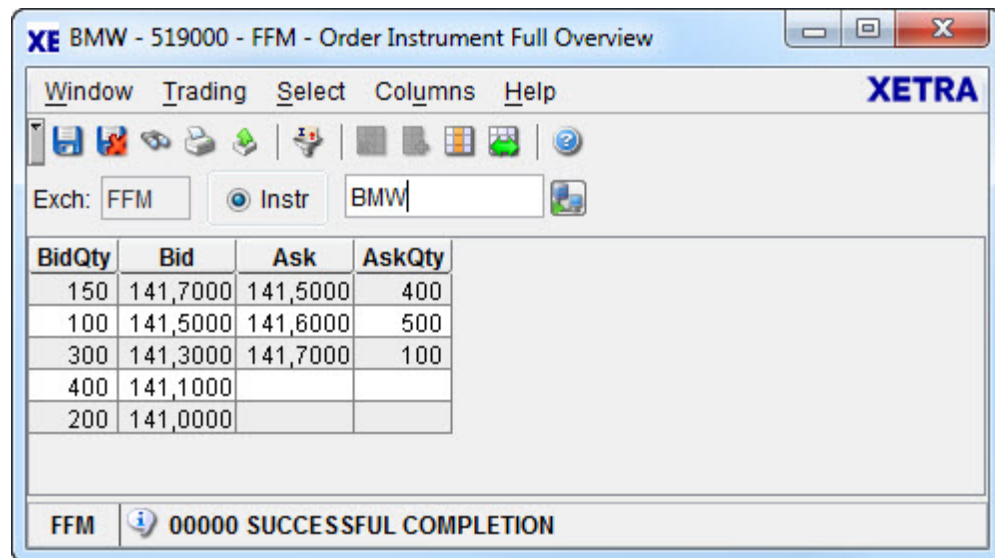 XE BMW - 519000 - FFM - Order Instrument Full Overview
Window Trading Select Columns Help XETRA
Exch: FFM Instr BMW
BidQty Bid Ask AskQty
150 141,7000 141,5000 400
100 141,5000 141,6000 500
300 141,3000 141,7000 100
400 141,1000
200 141,0000
FFM 00000 SUCCESSFUL COMPLETION